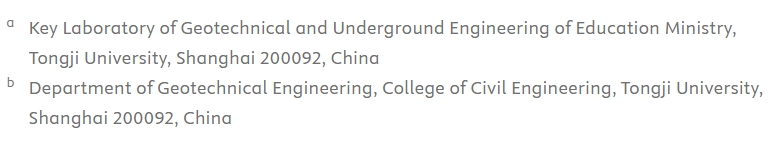 a Key Laboratory of Geotechnical and Underground Engineering of Education Ministry,
Tongji University, Shanghai 200092, China
b Department of Geotechnical Engineering, College of Civil Engineering, Tongji University,
Shanghai 200092, China